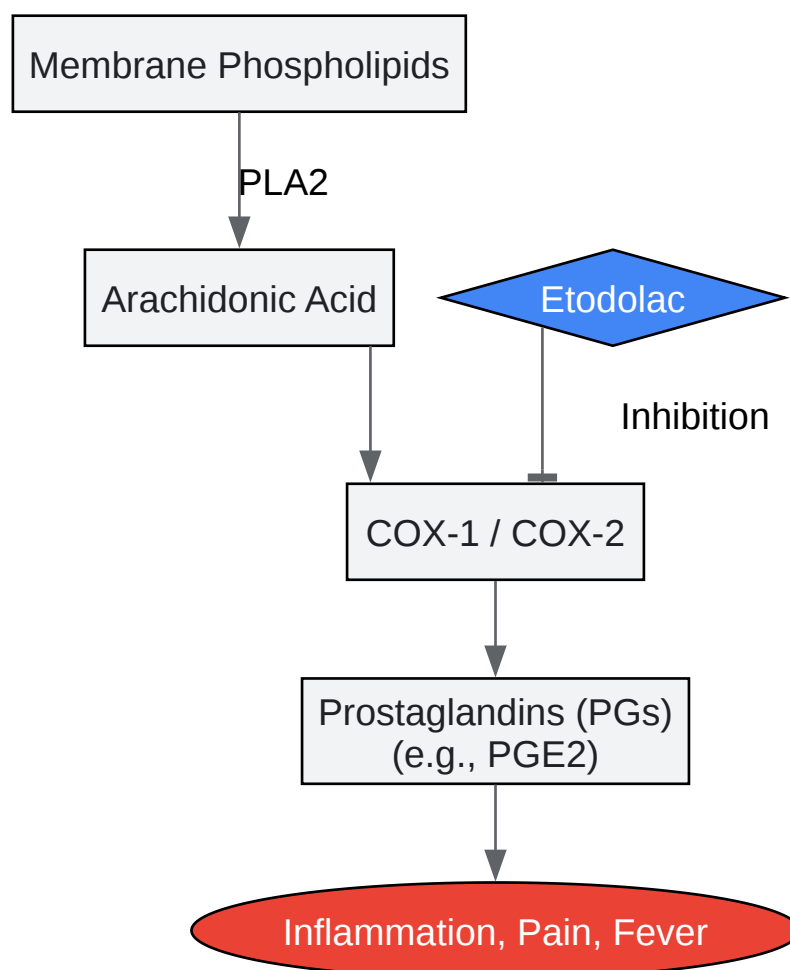 Membrane Phospholipids
PLA2
Arachidonic Acid
Etodolac
Inhibition
COX-1 / COX-2
Prostaglandins (PGs)
(e.g., PGE2)
Inflammation, Pain, Fever